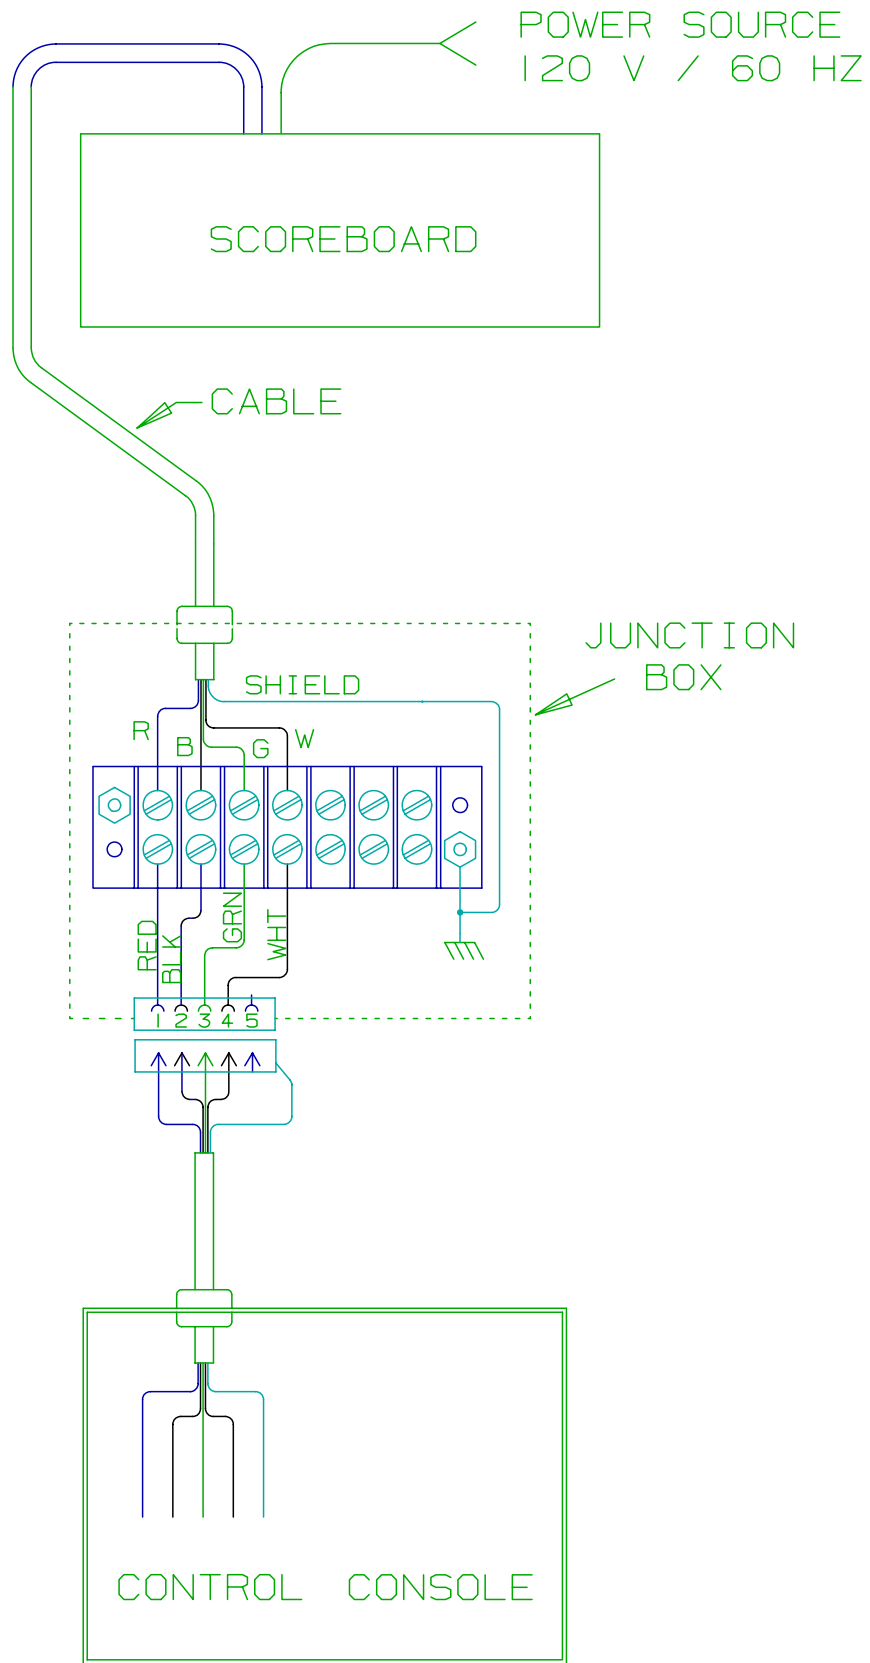 POWER SOURCE
120 V / 60 HZ
SCOREBOARD
CABLE
JUNCTION
BOX
SHIELD
R
B
G
W
RED
BLK
GRN
WHT
1 2 3 4 5
CONTROL CONSOLE